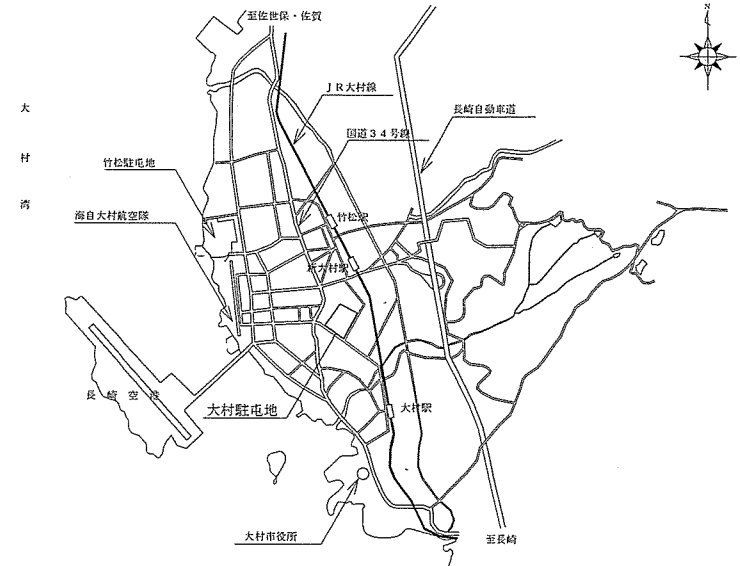 至佐世保・佐賀
N
JR大村線
長崎自動車道
国道34号線
大村湾
竹松駐屯地
海自大村航空隊
竹松駅
新大村駅
長崎空港
大村駐屯地
大村駅
大村市役所
至長崎